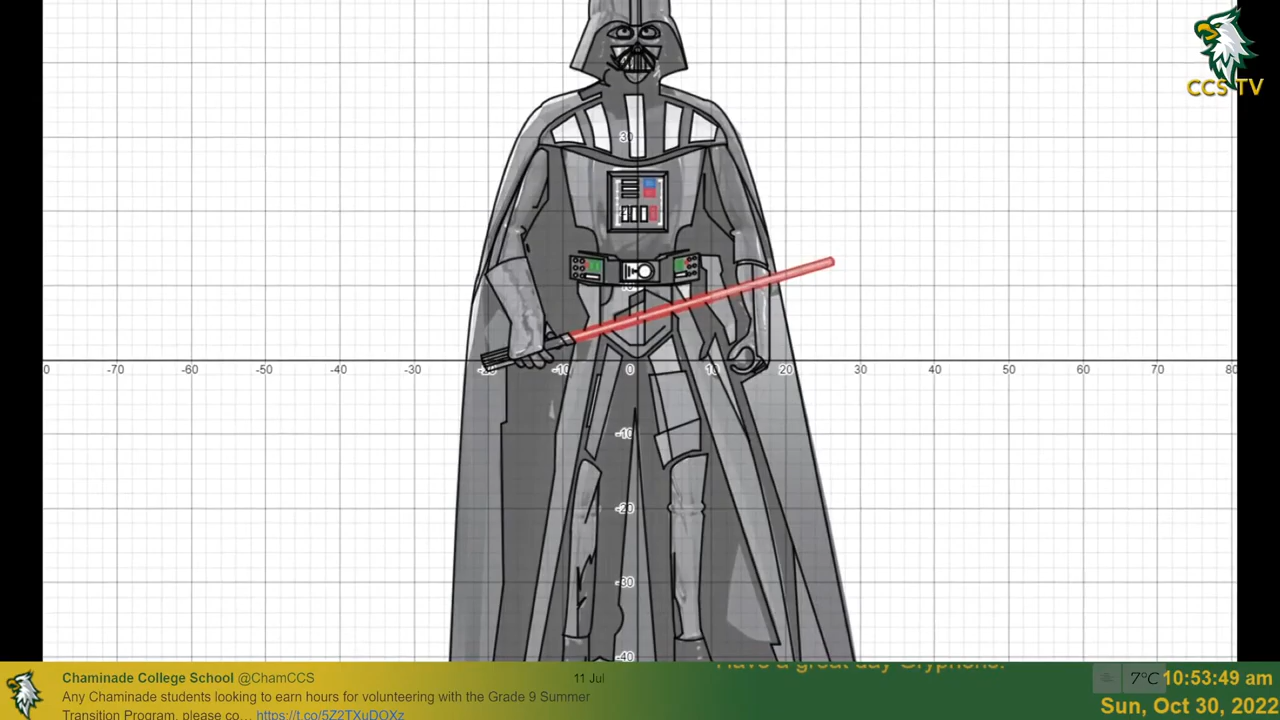 CCS TV
30
10
0
-70
-60
-50
-40
-30
-20
-10
0
10
20
30
40
50
60
70
80
-10
-20
-30
-40
Have a great day Gryphons!
Chaminade College School @ChamCCS
11 Jul
Any Chaminade students looking to earn hours for volunteering with the Grade 9 Summer
Transition Program, please co... https://t.co/5Z2TXuDOXz
7°C
10:53:49 am
Sun, Oct 30, 2022